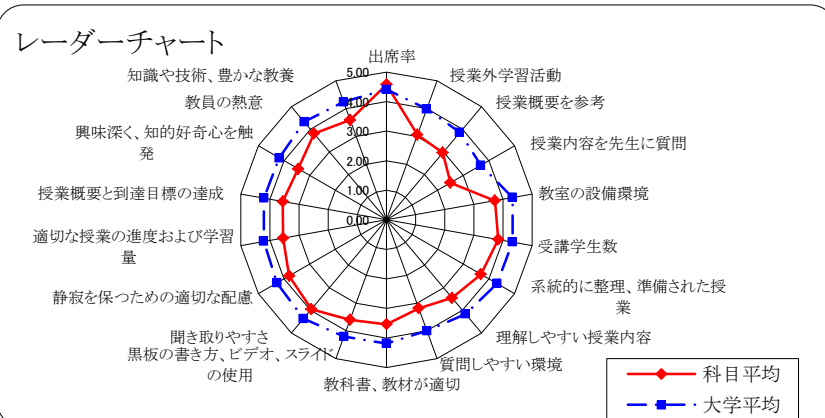 レーダーチャート
出席率
授業外学習活動
授業概要を参考
授業内容を先生に質問
教室の設備環境
受講学生数
系統的に整理、準備された授
業
理解しやすい授業内容
質問しやすい環境
教科書、教材が適切
黒板の書き方、ビデオ、スライド
の使用
聞き取りやすさ
静寂を保つための適切な配慮
適切な授業の進度および学習
量
授業概要と到達目標の達成
興味深く、知的好奇心を触
発
教員の熱意
知識や技術、豊かな教養
5.00
4.00
3.00
2.00
1.00
0.00
科目平均
大学平均